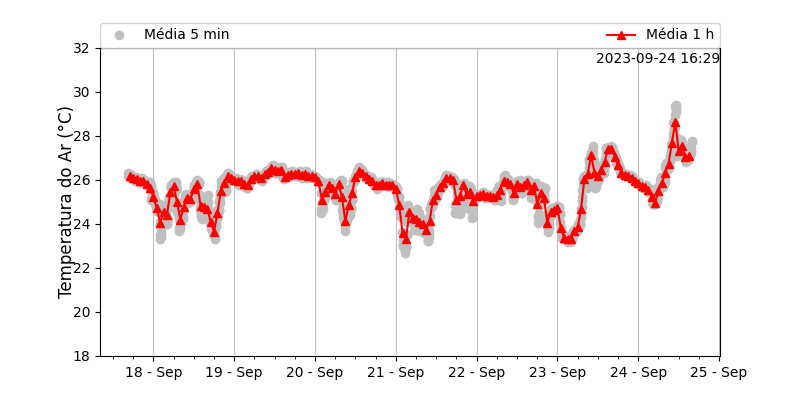 Média 5 min
Média 1 h
2023-09-24 16:29
Temperatura do Ar (°C)
32
30
28
26
24
22
20
18
18 - Sep
19 - Sep
20 - Sep
21 - Sep
22 - Sep
23 - Sep
24 - Sep
25 - Sep